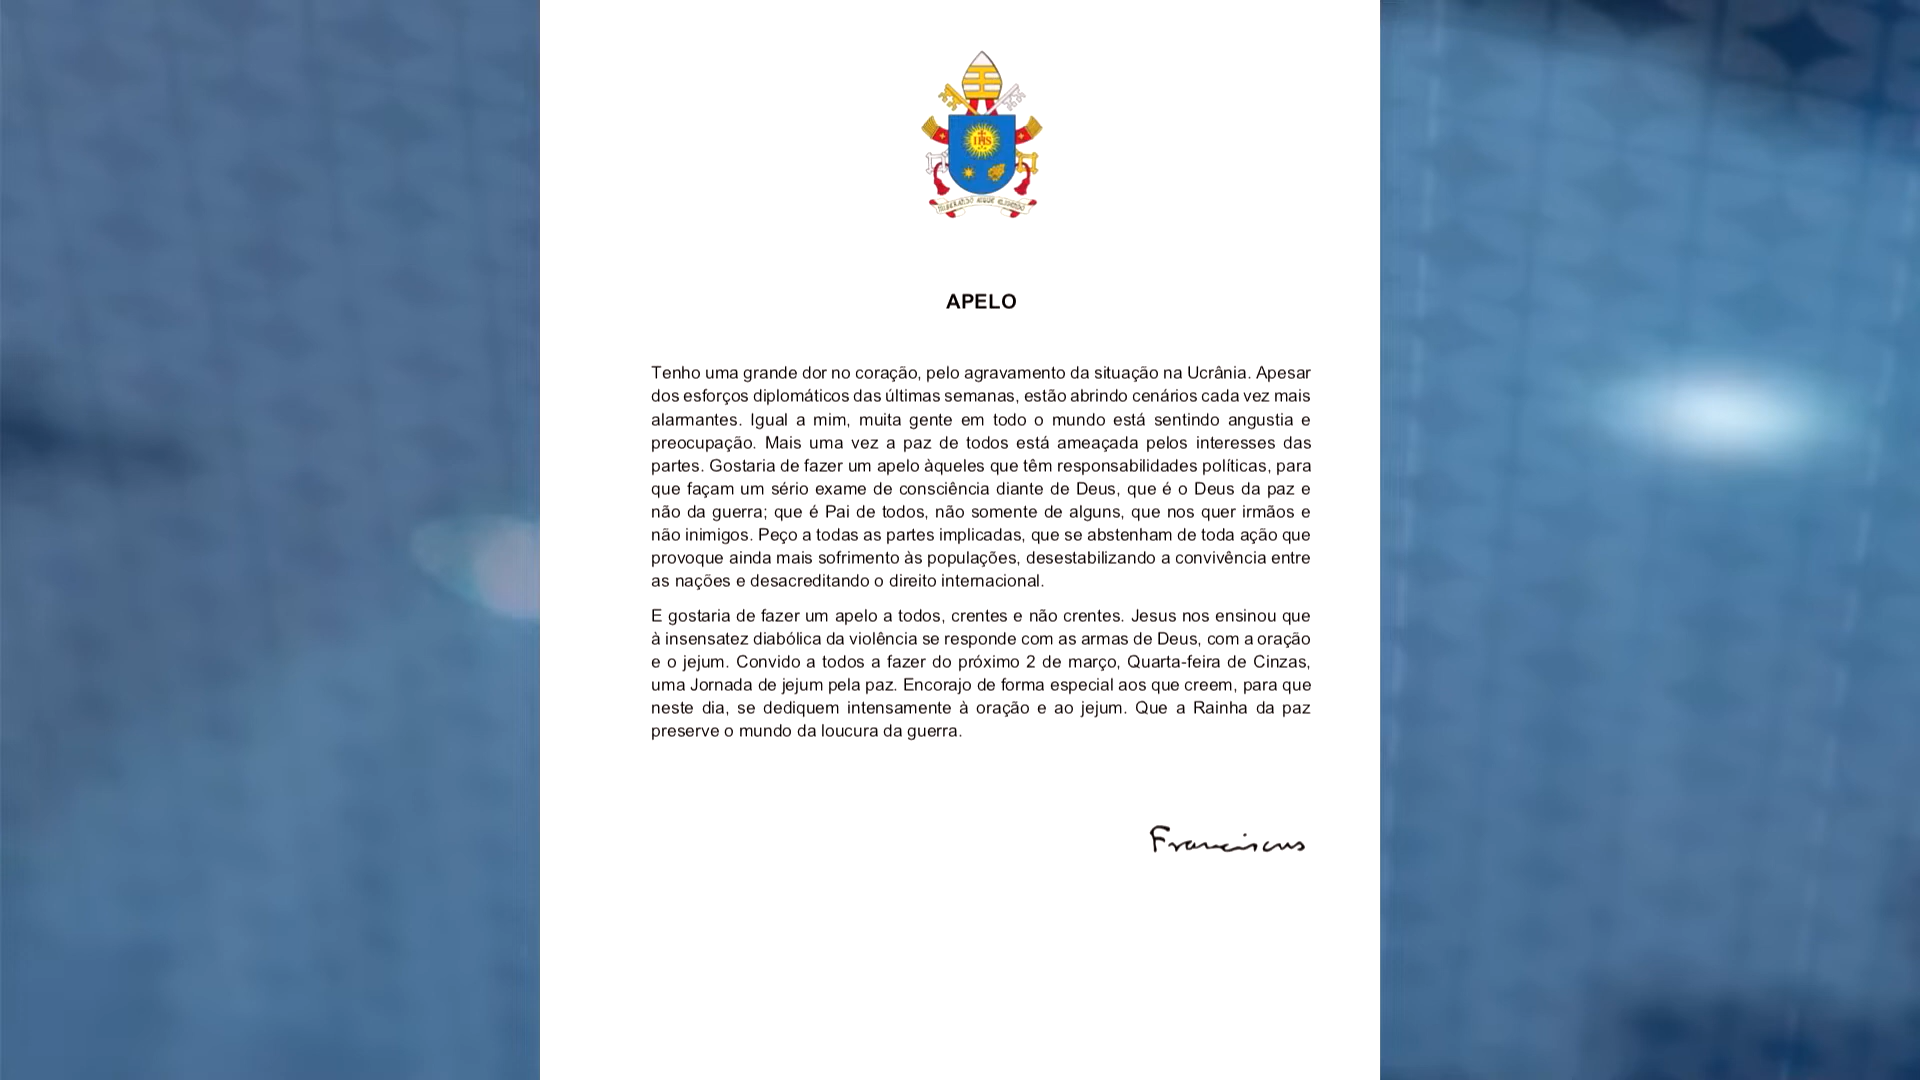 IHS
APELO
Tenho uma grande dor no coração, pelo agravamento da situação na Ucrânia. Apesar
dos esforços diplomáticos das últimas semanas, estão abrindo cenários cada vez mais
alarmantes. Igual a mim, muita gente em todo o mundo está sentindo angustia e
preocupação. Mais uma vez a paz de todos está ameaçada pelos interesses das
partes. Gostaria de fazer um apelo àqueles que têm responsabilidades políticas, para
que façam um sério exame de consciência diante de Deus, que é o Deus da paz e
não da guerra; que é Pai de todos, não somente de alguns, que nos quer irmãos e
não inimigos. Peço a todas as partes implicadas, que se abstenham de toda ação que
provoque ainda mais sofrimento às populações, desestabilizando a convivência entre
as nações e desacreditando o direito internacional.
E gostaria de fazer um apelo a todos, crentes e não crentes. Jesus nos ensinou que
à insensatez diabólica da violência se responde com as armas de Deus, com a oração
e o jejum. Convido a todos a fazer do próximo 2 de março, Quarta-feira de Cinzas,
uma Jornada de jejum pela paz. Encorajo de forma especial aos que creem, para que
neste dia, se dediquem intensamente à oração e ao jejum. Que a Rainha da paz
preserve o mundo da loucura da guerra.
Franciscus